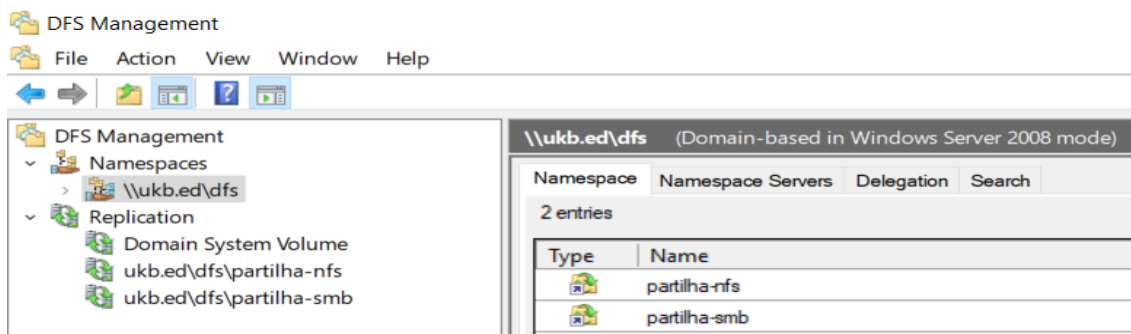 DFS Management
File Action View Window Help
DFS Management
Namespaces
\\ukb.ed\dfs
Replication
Domain System Volume
ukb.ed\dfs\partilha-nfs
ukb.ed\dfs\partilha-smb
\\ukb.ed\dfs (Domain-based in Windows Server 2008 mode)
Namespace Namespace Servers Delegation Search
2 entries
Type Name
partilha-nfs
partilha-smb